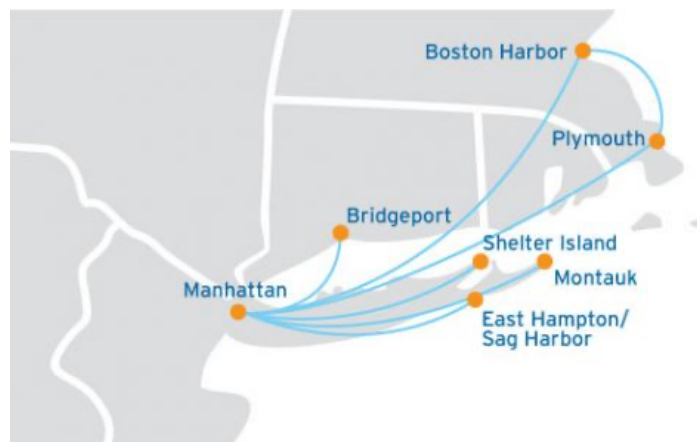 Boston Harbor
Plymouth
Bridgeport
Shelter Island
Montauk
Manhattan
East Hampton/
Sag Harbor